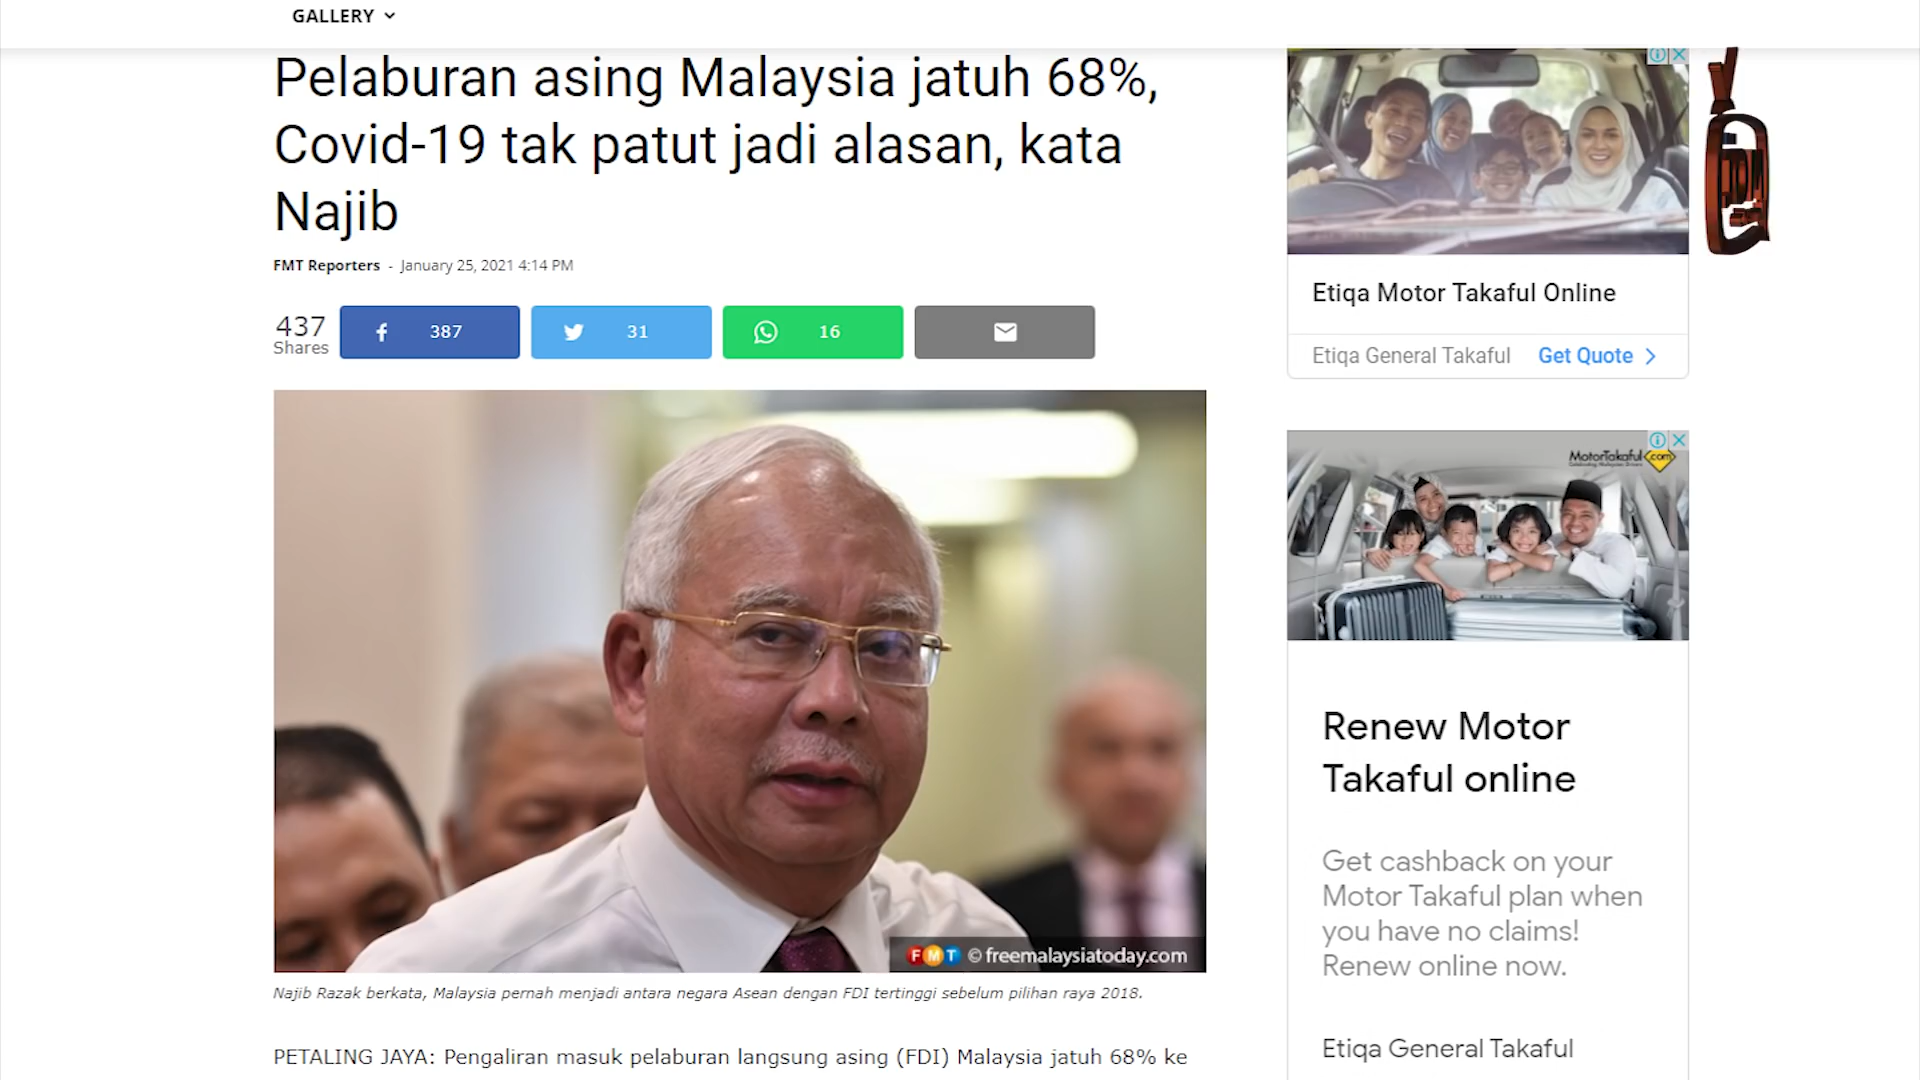 GALLERY
Pelaburan asing Malaysia jatuh 68%,
Covid-19 tak patut jadi alasan, kata
Najib
FMT Reporters - January 25, 2021 4:14 PM
437
Shares
387
31
16
FMT © freemalaysiatoday.com
Najib Razak berkata, Malaysia pernah menjadi antara negara Asean dengan FDI tertinggi sebelum pilihan raya 2018.
PETALING JAYA: Pengaliran masuk pelaburan langsung asing (FDI) Malaysia jatuh 68% ke
Etiqa Motor Takaful Online
Etiqa General Takaful Get Quote
MotorTakaful.com
Renew Motor
Takaful online
Get cashback on your
Motor Takaful plan when
you have no claims!
Renew online now.
Etiqa General Takaful